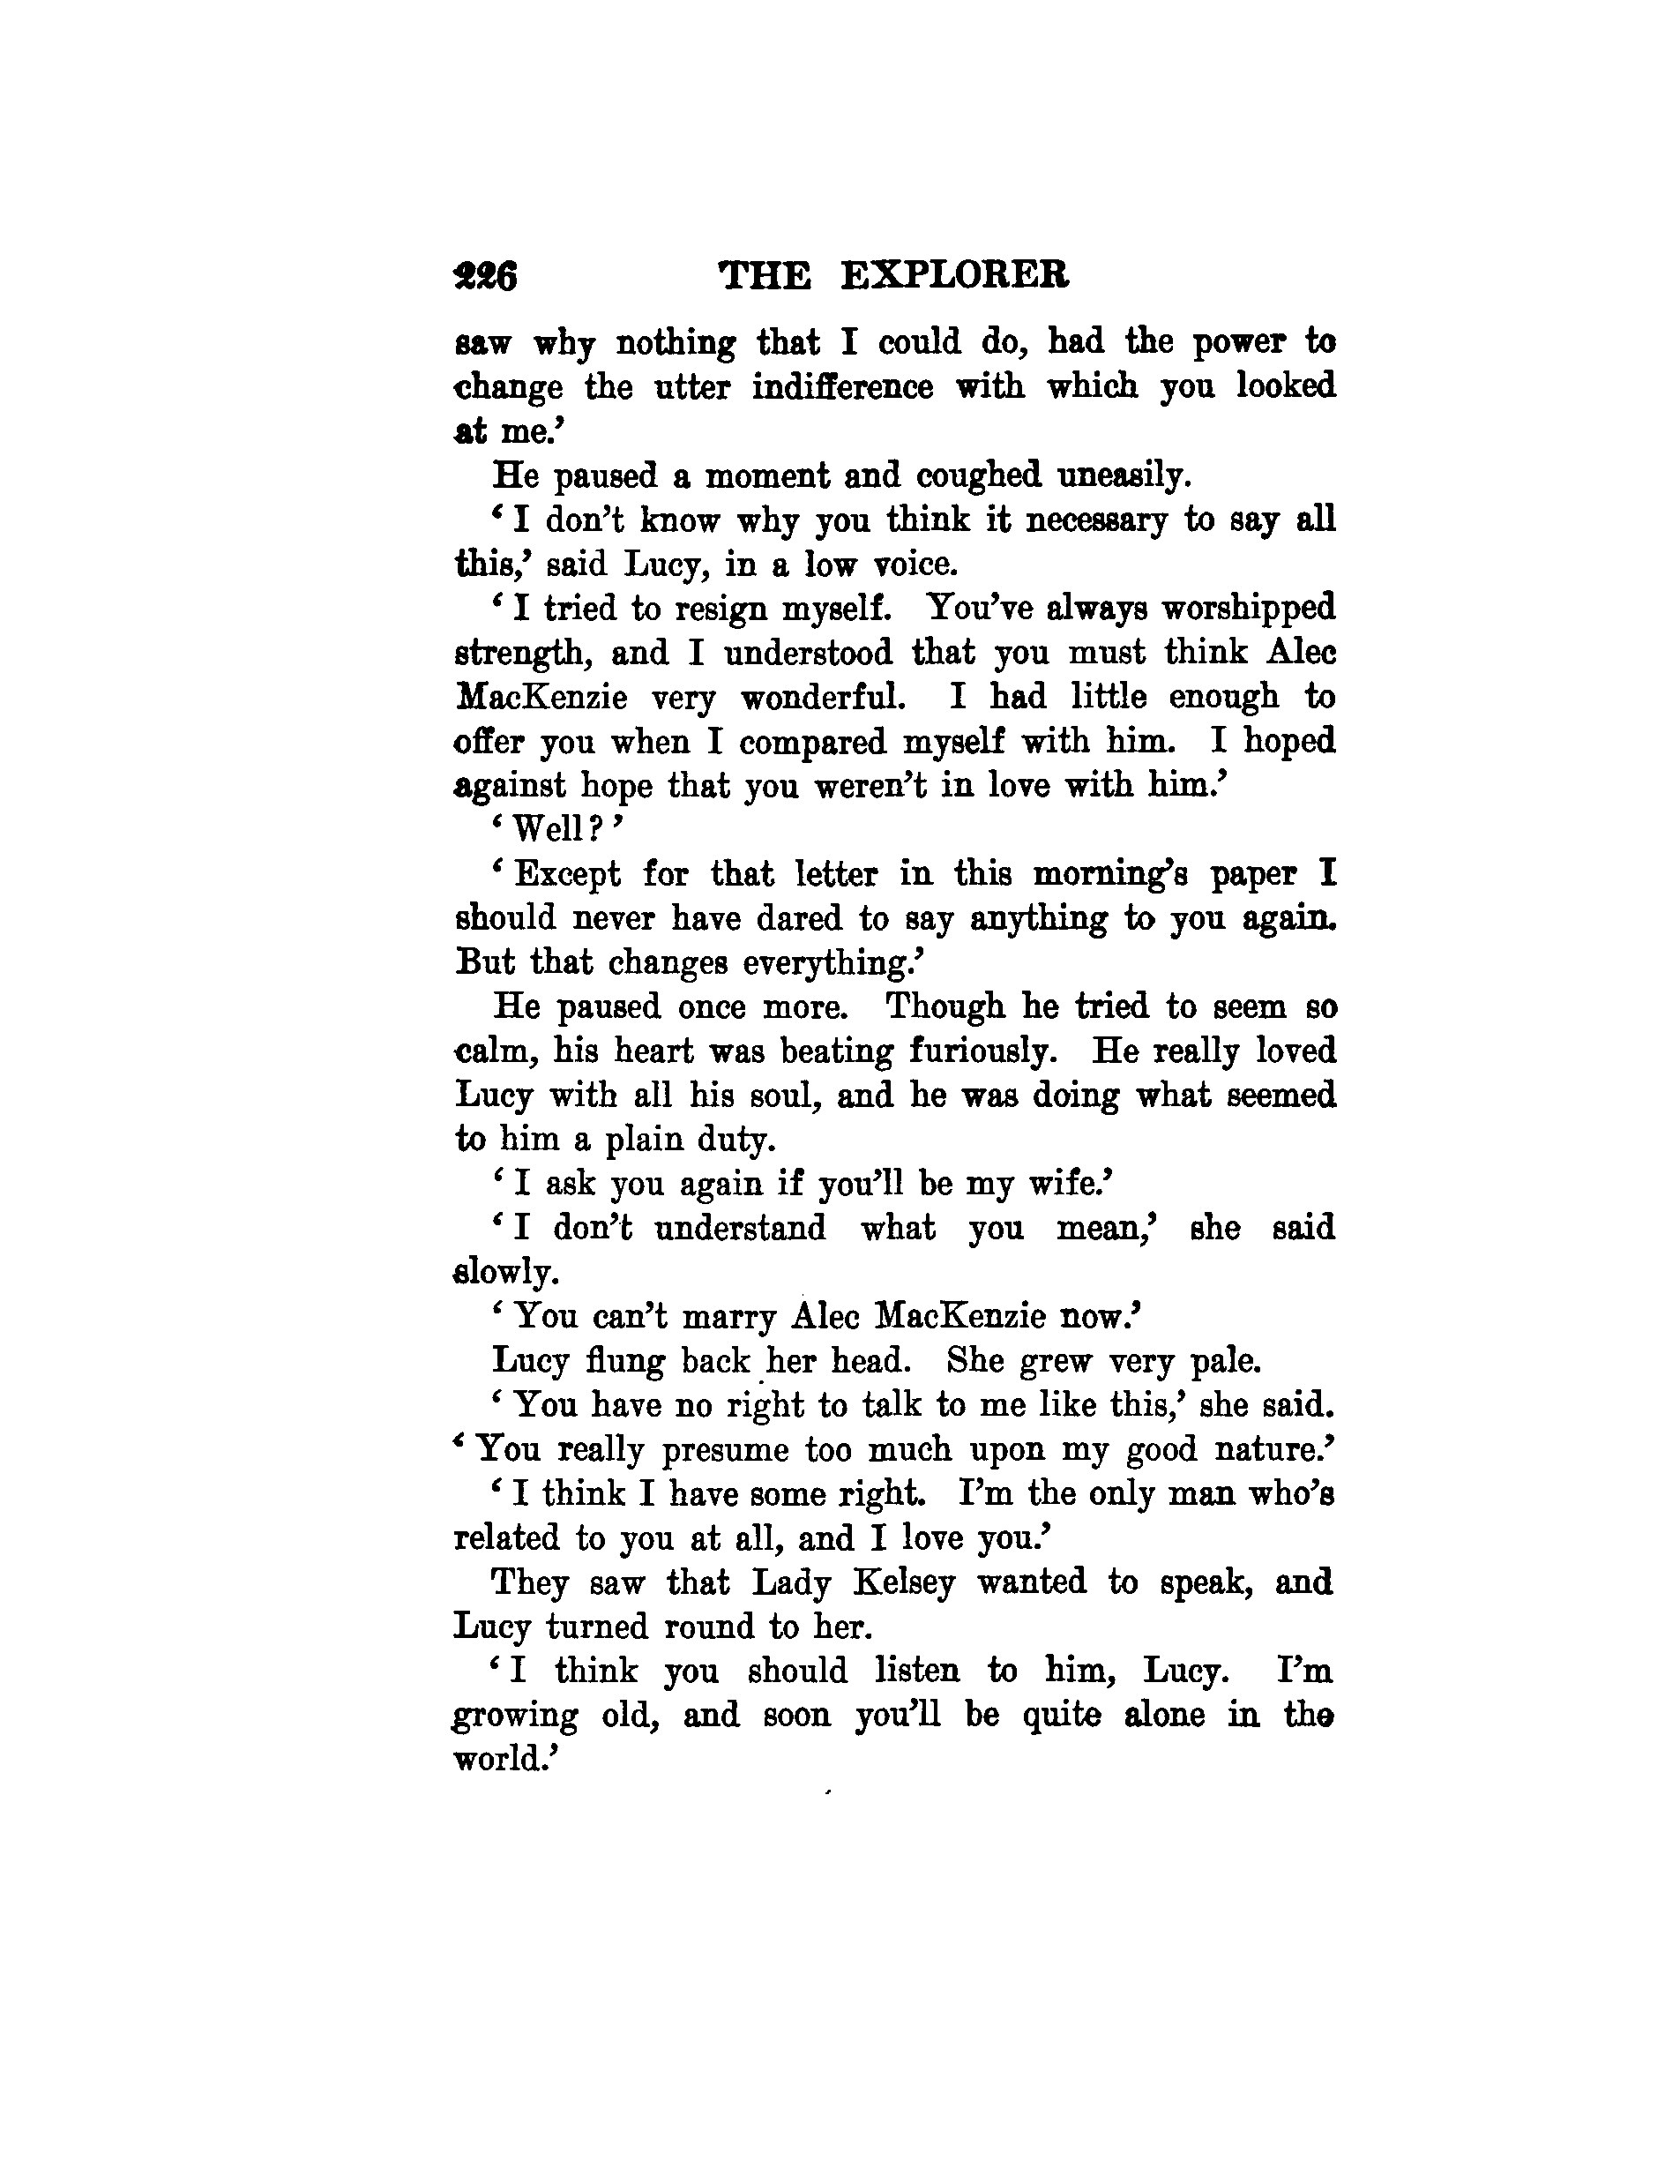 226 THE EXPLORER
saw why nothing that I could do, had the power to
change the utter indifference with which you looked
at me.’
He paused a moment and coughed uneasily.
‘I don’t know why you think it necessary to say all
this,’ said Lucy, in a low voice.
‘I tried to resign myself. You’ve always worshipped
strength, and I understood that you must think Alec
MacKenzie very wonderful. I had little enough to
offer you when I compared myself with him. I hoped
against hope that you weren’t in love with him.’
‘Well?’
‘Except for that letter in this morning’s paper I
should never have dared to say anything to you again.
But that changes everything.’
He paused once more. Though he tried to seem so
calm, his heart was beating furiously. He really loved
Lucy with all his soul, and he was doing what seemed
to him a plain duty.
‘I ask you again if you’ll be my wife.’
‘I don’t understand what you mean,’ she said
slowly.
‘You can’t marry Alec MacKenzie now.’
Lucy flung back her head. She grew very pale.
‘You have no right to talk to me like this,’ she said.
‘You really presume too much upon my good nature.’
‘I think I have some right. I’m the only man who’s
related to you at all, and I love you.’
They saw that Lady Kelsey wanted to speak, and
Lucy turned round to her.
‘I think you should listen to him, Lucy. I’m
growing old, and soon you’ll be quite alone in the
world.’